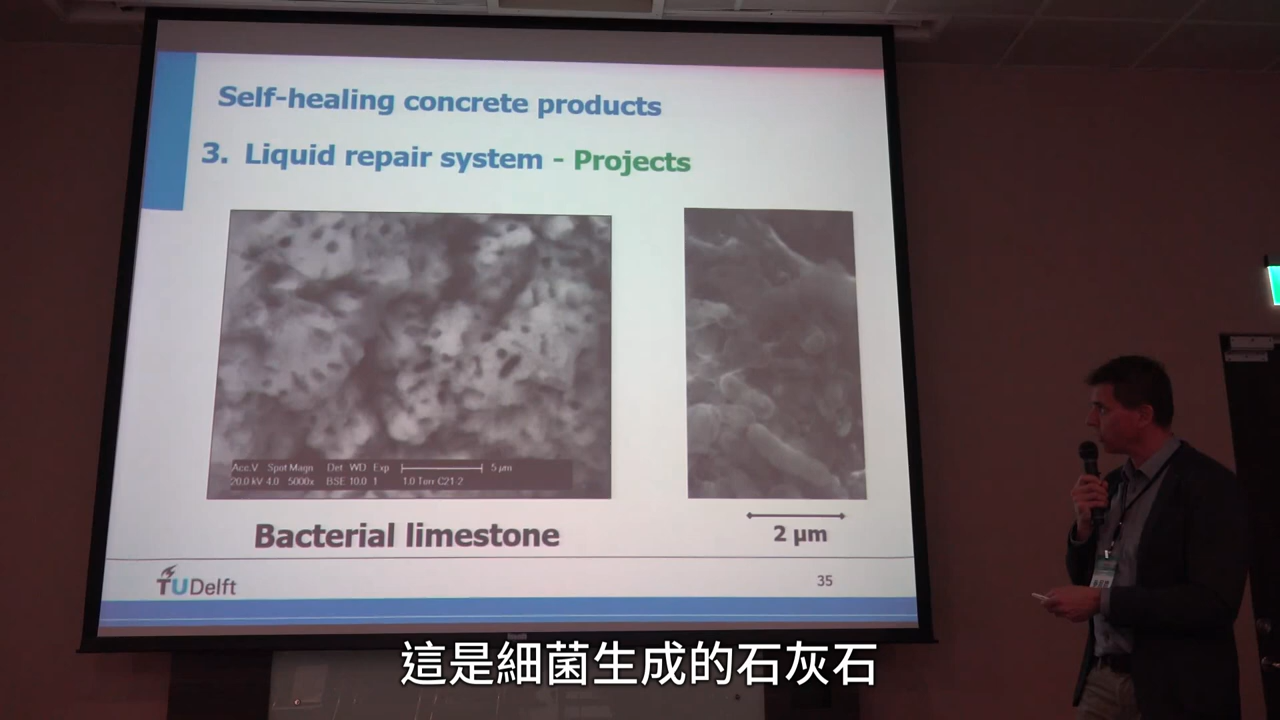 Self-healing concrete products
3. Liquid repair system - Projects
Acc.V Spot Magn Det WD Exp 5 µm
20.0 kV 4.0 5000x BSE 10.0 1 1.0 Torr C21-2
Bacterial limestone
2 µm
TUDelft
35
這是細菌生成的石灰石